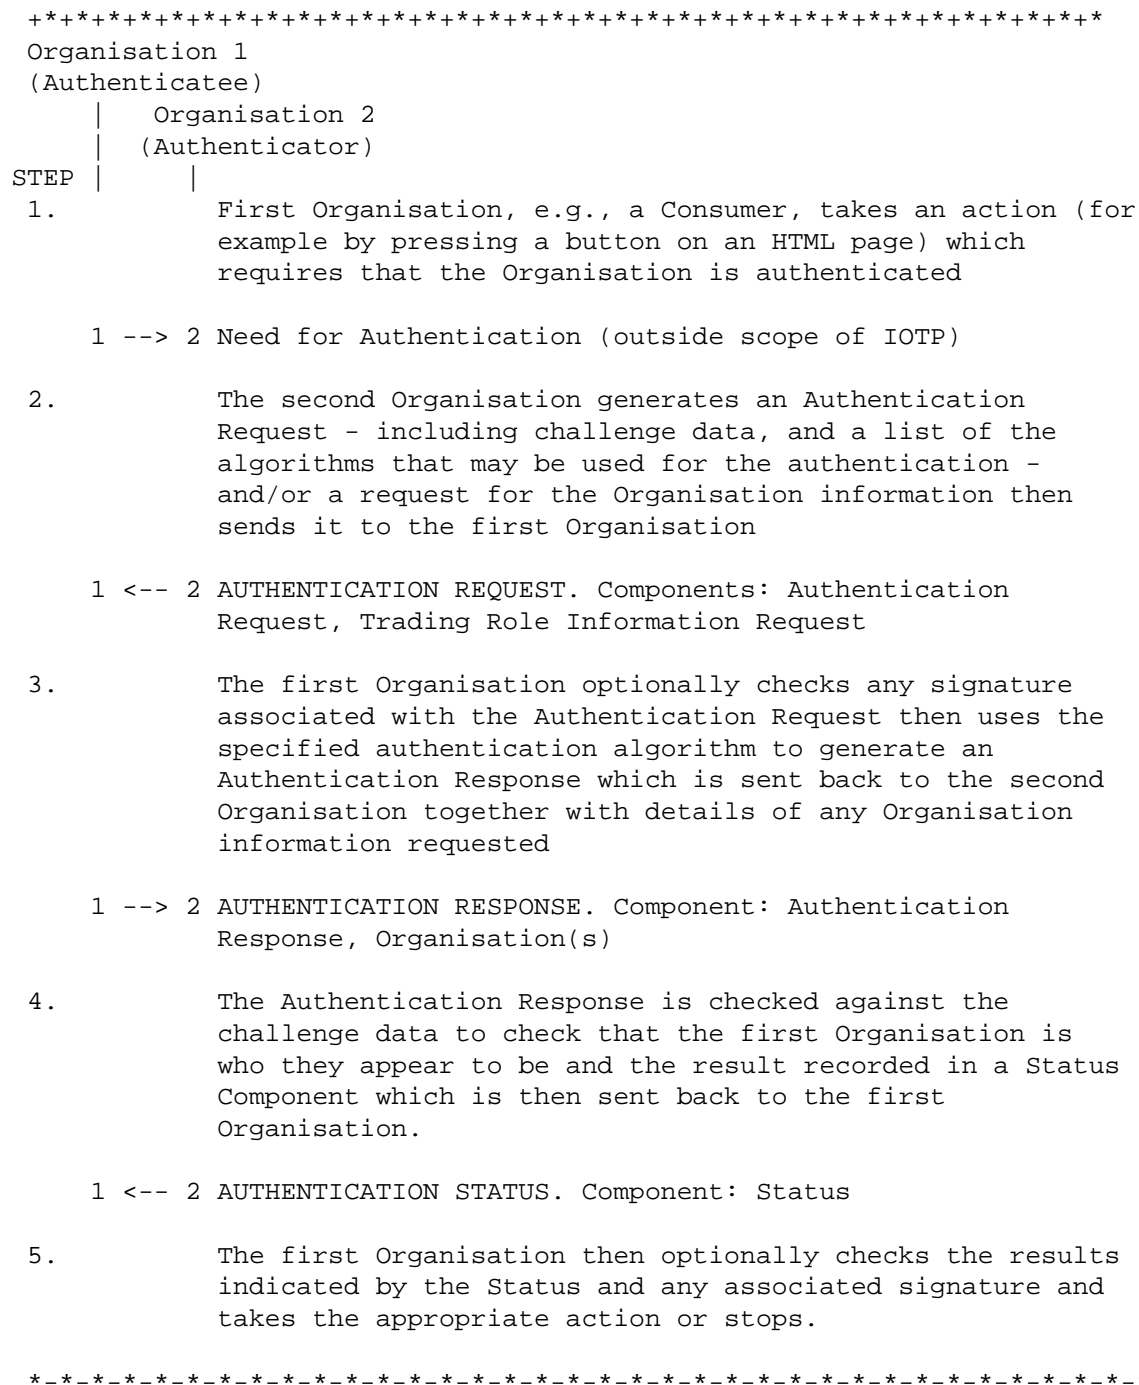 +*+*+*+*+*+*+*+*+*+*+*+*+*+*+*+*+*+*+*+*+*+*+*+*+*+*+*+*+*+*+*+*+*+*
Organisation 1
(Authenticatee)
|   Organisation 2
|  (Authenticator)
STEP |     |
1.          First Organisation, e.g., a Consumer, takes an action (for
example by pressing a button on an HTML page) which
requires that the Organisation is authenticated
1 --> 2 Need for Authentication (outside scope of IOTP)
2.          The second Organisation generates an Authentication
Request - including challenge data, and a list of the
algorithms that may be used for the authentication -
and/or a request for the Organisation information then
sends it to the first Organisation
1 <-- 2 AUTHENTICATION REQUEST. Components: Authentication
Request, Trading Role Information Request
3.          The first Organisation optionally checks any signature
associated with the Authentication Request then uses the
specified authentication algorithm to generate an
Authentication Response which is sent back to the second
Organisation together with details of any Organisation
information requested
1 --> 2 AUTHENTICATION RESPONSE. Component: Authentication
Response, Organisation(s)
4.          The Authentication Response is checked against the
challenge data to check that the first Organisation is
who they appear to be and the result recorded in a Status
Component which is then sent back to the first
Organisation.
1 <-- 2 AUTHENTICATION STATUS. Component: Status
5.          The first Organisation then optionally checks the results
indicated by the Status and any associated signature and
takes the appropriate action or stops.
*-*-*-*-*-*-*-*-*-*-*-*-*-*-*-*-*-*-*-*-*-*-*-*-*-*-*-*-*-*-*-*-*-*-*-